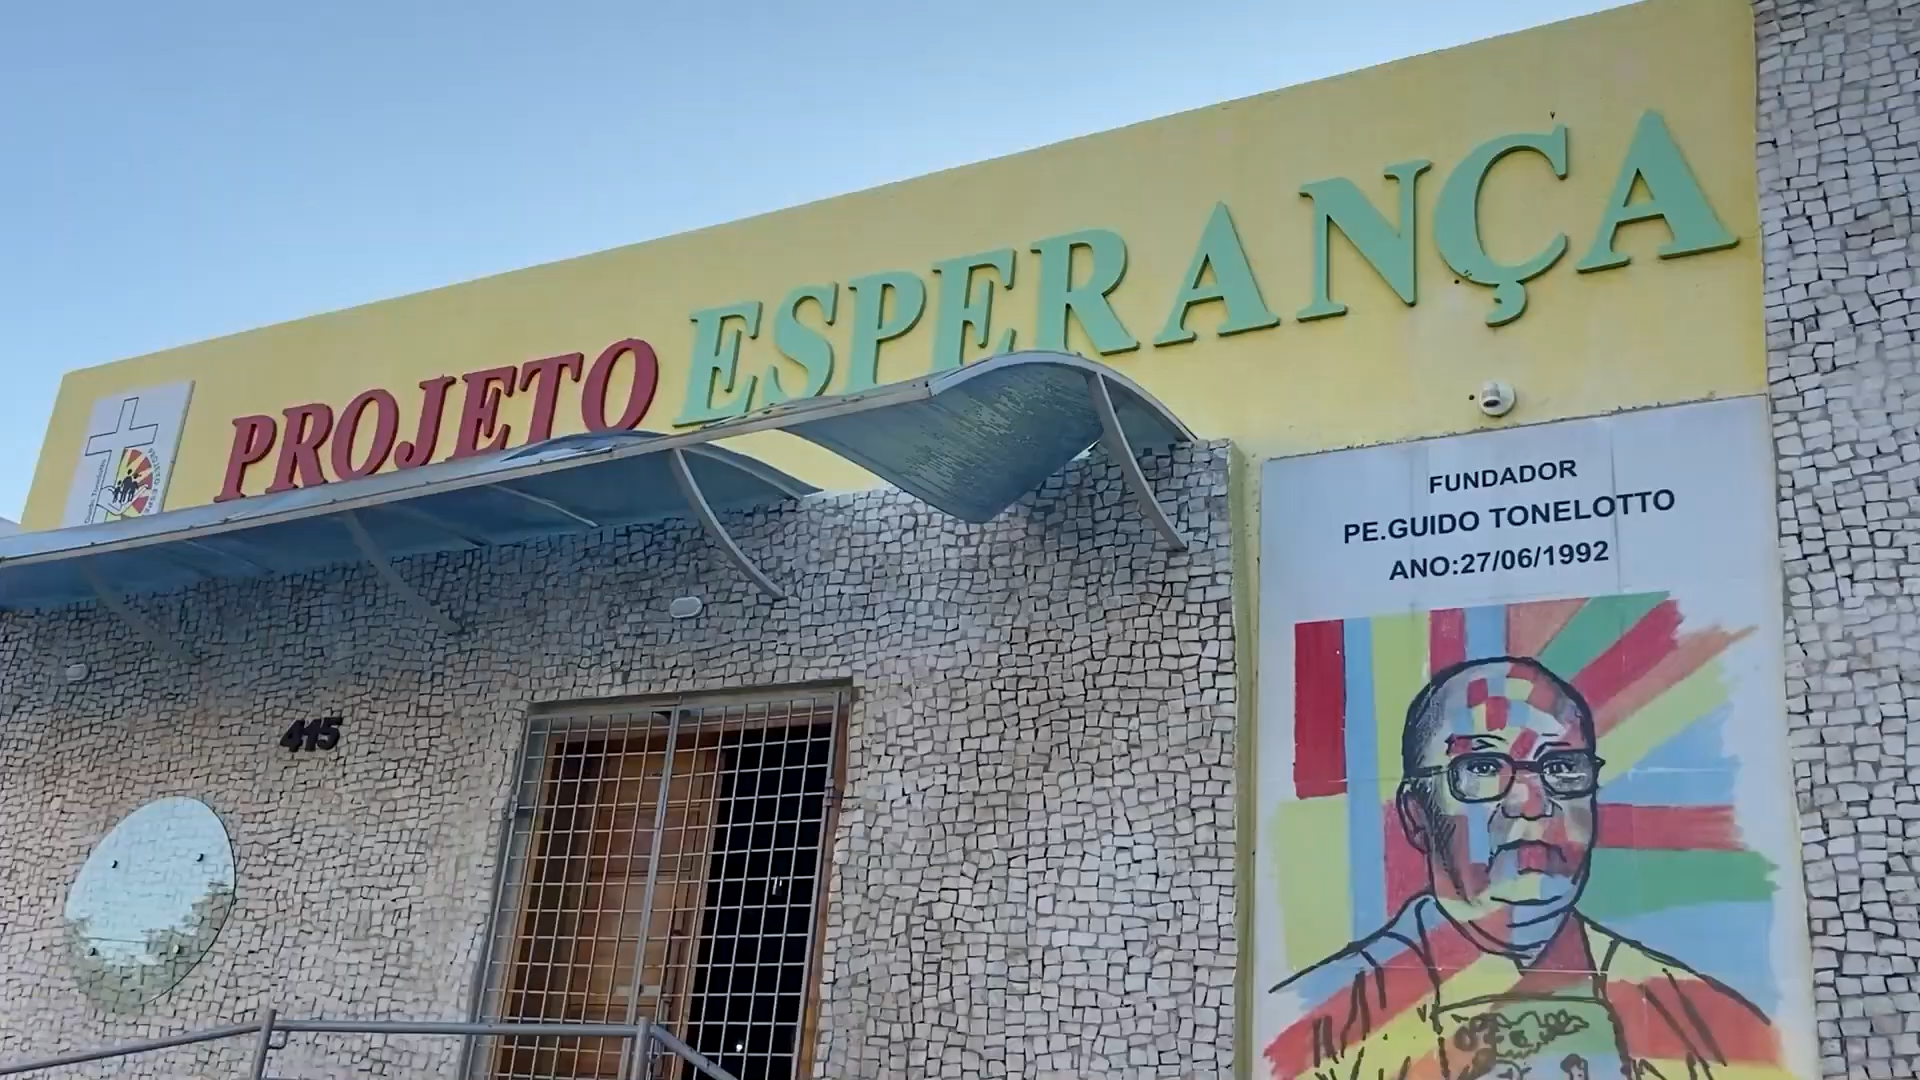 PROJETO ESPERANÇA
FUNDADOR
PE.GUIDO TONELOTTO
ANO:27/06/1992
415